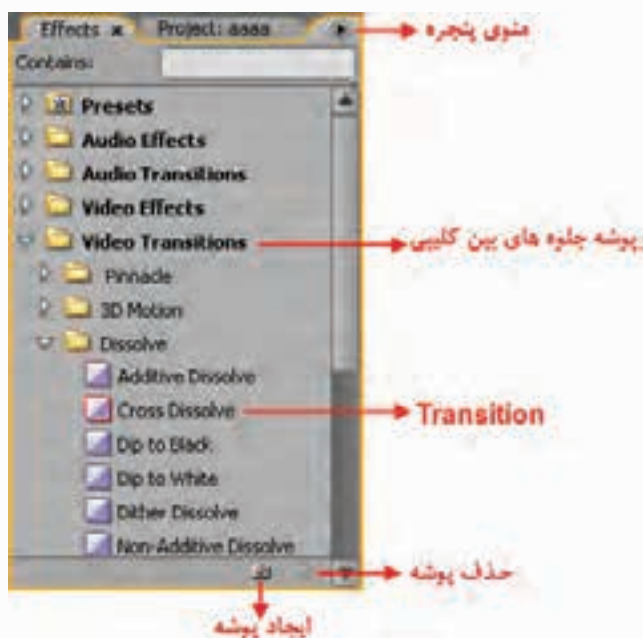 Effects x Project: aaaa منوی پنجره
Contains:
Presets
Audio Effects
Audio Transitions
Video Effects
Video Transitions پوشه جلوه های بین کلیپی
Pinnacle
3D Motion
Dissolve
Additive Dissolve
Cross Dissolve Transition
Dip to Black
Dip to White
Dither Dissolve
Non-Additive Dissolve
حذف پوشه
ایجاد پوشه